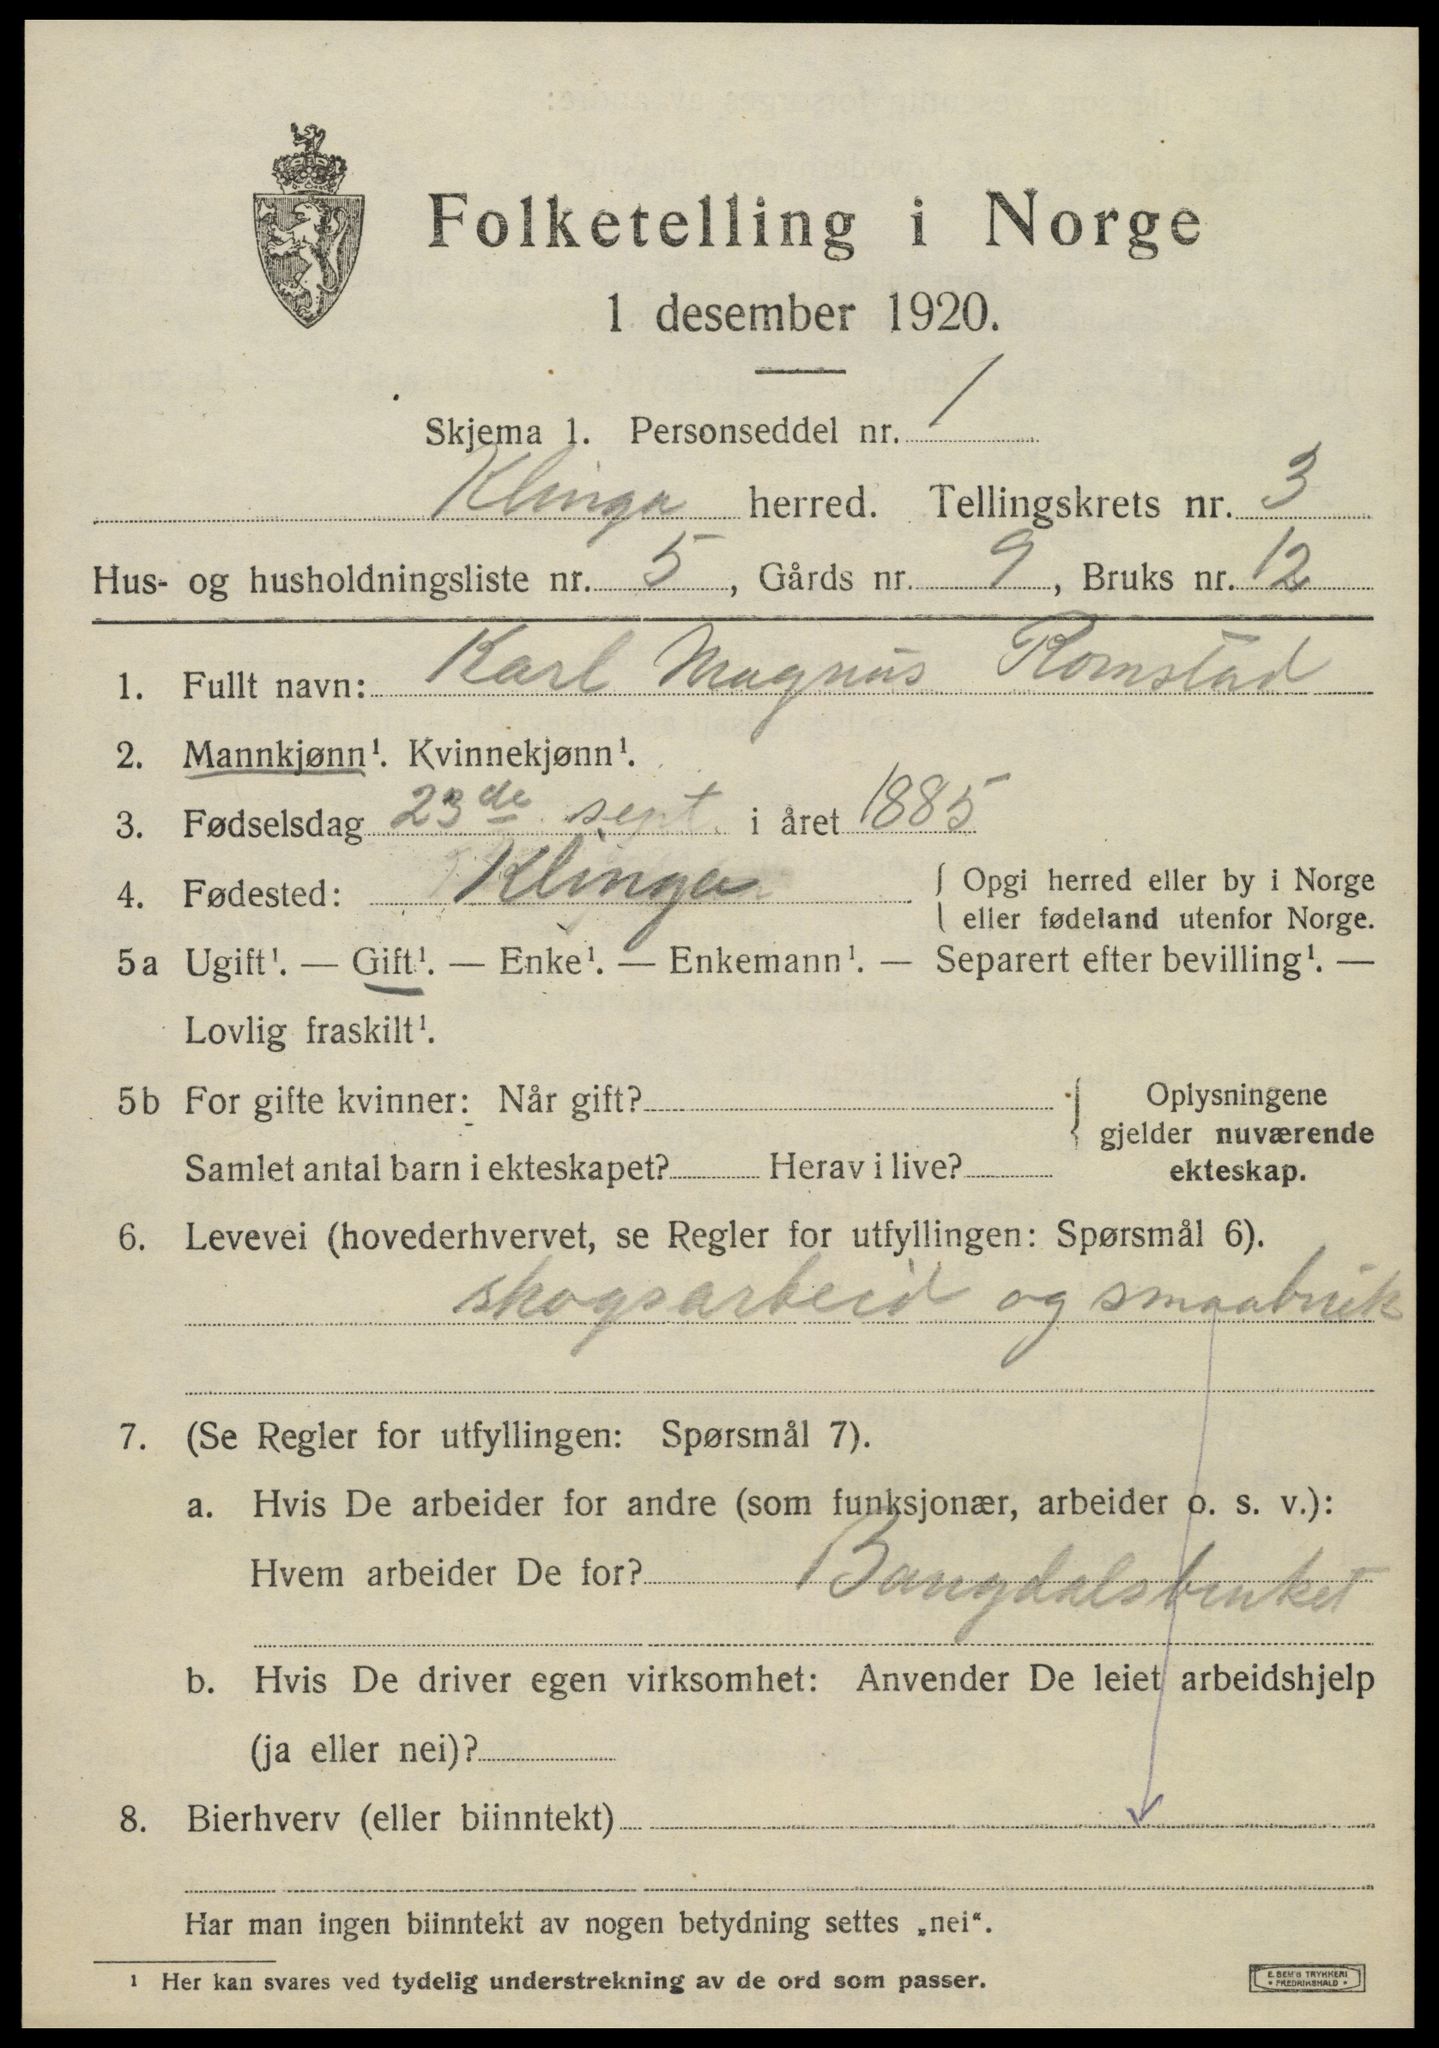 Folketelling i Norge
1 desember 1920.
Skjema 1. Personseddel nr. 1
Klinga herred. Tellingskrets nr. 3
Hus- og husholdningsliste nr. 5, Gårds nr. 9, Bruks nr. 12
1. Fullt navn: Karl Magnus Romstad
2. Mannkjønn¹. Kvinnekjønn¹.
3. Fødselsdag 23de sept. i året 1885
4. Fødested: Klinga { Opgi herred eller by i Norge
eller fødeland utenfor Norge.
5a Ugift¹. — Gift¹. — Enke¹. — Enkemann¹. — Separert efter bevilling¹. —
Lovlig fraskilt¹.
5b For gifte kvinner: Når gift?
Samlet antal barn i ekteskapet? Herav i live?
{ Oplysningene
gjelder nuværende
ekteskap.
6. Levevei (hovederhvervet, se Regler for utfyllingen: Spørsmål 6).
skogsarbeid og smaabruk
7. (Se Regler for utfyllingen: Spørsmål 7).
a. Hvis De arbeider for andre (som funksjonær, arbeider o. s. v.):
Hvem arbeider De for? Bangdalsbruket
b. Hvis De driver egen virksomhet: Anvender De leiet arbeidshjelp
(ja eller nei)?
8. Bierhverv (eller biinntekt)
Har man ingen biinntekt av nogen betydning settes „nei“.
¹ Her kan svares ved tydelig understrekning av de ord som passer.
E. SEM'S TRYKKERI
* FREDRIKSHALD *